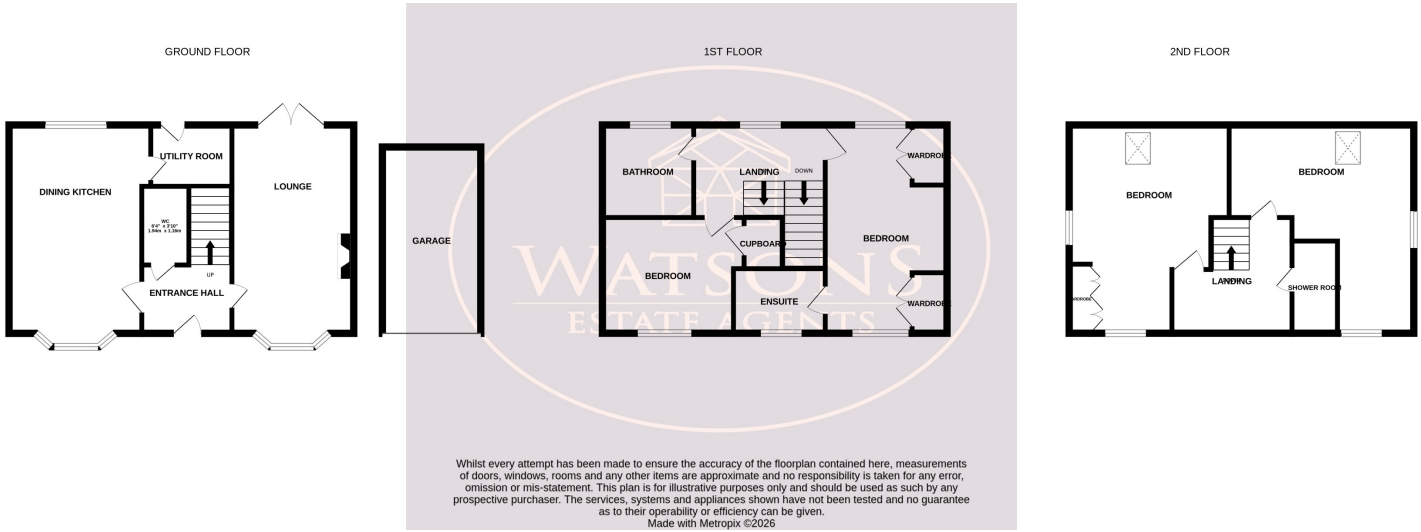 GROUND FLOOR
1ST FLOOR
2ND FLOOR
UTILITY ROOM
DINING KITCHEN
LOUNGE
WC
6'4" x 3'10"
1.94m x 1.16m
UP
ENTRANCE HALL
GARAGE
BATHROOM
LANDING
DOWN
WARDROBE
BEDROOM
CUPBOARD
BEDROOM
ENSUITE
WARDROBE
WATSONS
ESTATE AGENTS
BEDROOM
BEDROOM
LANDING
SHOWER ROOM
Whilst every attempt has been made to ensure the accuracy of the floorplan contained here, measurements
of doors, windows, rooms and any other items are approximate and no responsibility is taken for any error,
omission or mis-statement. This plan is for illustrative purposes only and should be used as such by any
prospective purchaser. The services, systems and appliances shown have not been tested and no guarantee
as to their operability or efficiency can be given.
Made with Metropix ©2026